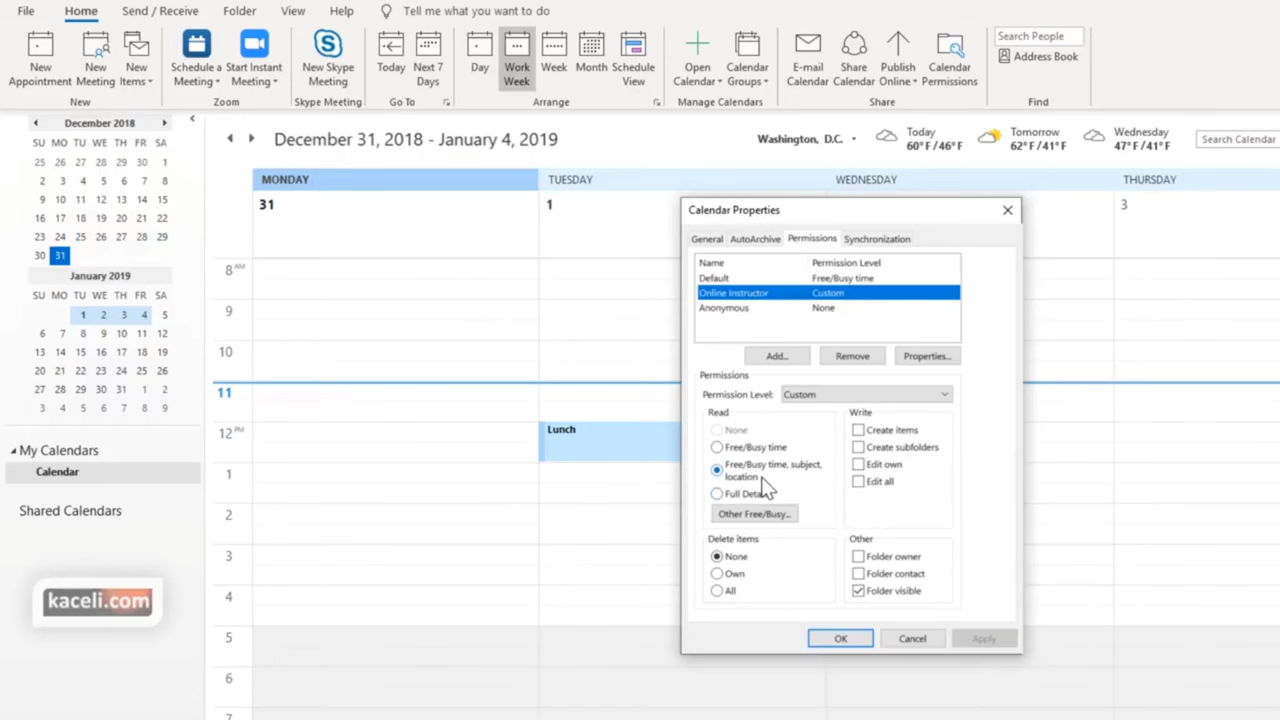 File Home Send / Receive Folder View Help Tell me what you want to do
New Appointment
New Meeting
New Items
New
Schedule a Meeting
Start Instant Meeting
Zoom
New Skype Meeting
Skype Meeting
Today
Next 7 Days
Go To
Day
Work Week
Week
Month
Schedule View
Arrange
Open Calendar
Calendar Groups
Manage Calendars
E-mail Calendar
Share Calendar
Publish Online
Calendar Permissions
Share
Search People
Address Book
Find
December 2018
SU MO TU WE TH FR SA
25 26 27 28 29 30 1
2 3 4 5 6 7 8
9 10 11 12 13 14 15
16 17 18 19 20 21 22
23 24 25 26 27 28 29
30 31
January 2019
SU MO TU WE TH FR SA
1 2 3 4 5
6 7 8 9 10 11 12
13 14 15 16 17 18 19
20 21 22 23 24 25 26
27 28 29 30 31 1 2
3 4 5 6 7 8 9
My Calendars
Calendar
Shared Calendars
kaceli.com
December 31, 2018 - January 4, 2019
Washington, D.C.
Today
60°F/46°F
Tomorrow
62°F/41°F
Wednesday
47°F/41°F
Search Calendar
MONDAY TUESDAY WEDNESDAY THURSDAY
31 1 3
8 AM
9
10
11
12 PM
Lunch
1
2
3
4
5
6
7
Calendar Properties
General AutoArchive Permissions Synchronization
Name Permission Level
Default Free/Busy time
Online Instructor Custom
Anonymous None
Add... Remove Properties...
Permissions
Permission Level: Custom
Read
None
Free/Busy time
Free/Busy time, subject,
location
Full Deta
Other Free/Busy...
Write
Create items
Create subfolders
Edit own
Edit all
Delete items
None
Own
All
Other
Folder owner
Folder contact
Folder visible
OK Cancel Apply